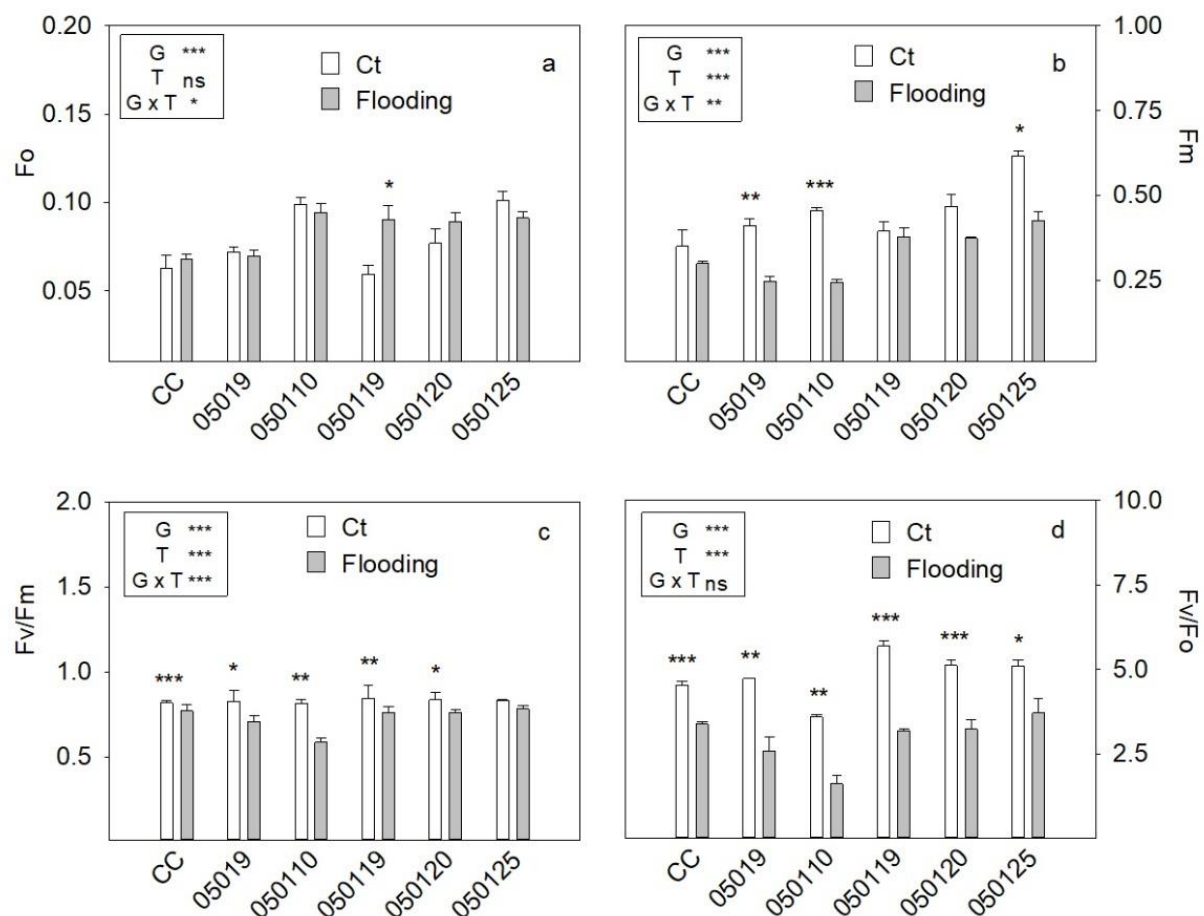 0.20
0.15
0.10
0.05
Fo
G ***
T ns
G x T *
Ct
Flooding
a
*
CC
05019
050110
050119
050120
050125
G ***
T ***
G x T **
Ct
Flooding
b
** *** *
1.00
0.75
0.50
0.25
Fm
CC
05019
050110
050119
050120
050125
2.0
1.5
1.0
0.5
Fv/Fm
G ***
T ***
G x T ***
Ct
Flooding
c
*** * ** ** *
CC
05019
050110
050119
050120
050125
G ***
T ***
G x T ns
Ct
Flooding
d
*** ** ** *** *** *
10.0
7.5
5.0
2.5
Fv/Fo
CC
05019
050110
050119
050120
050125